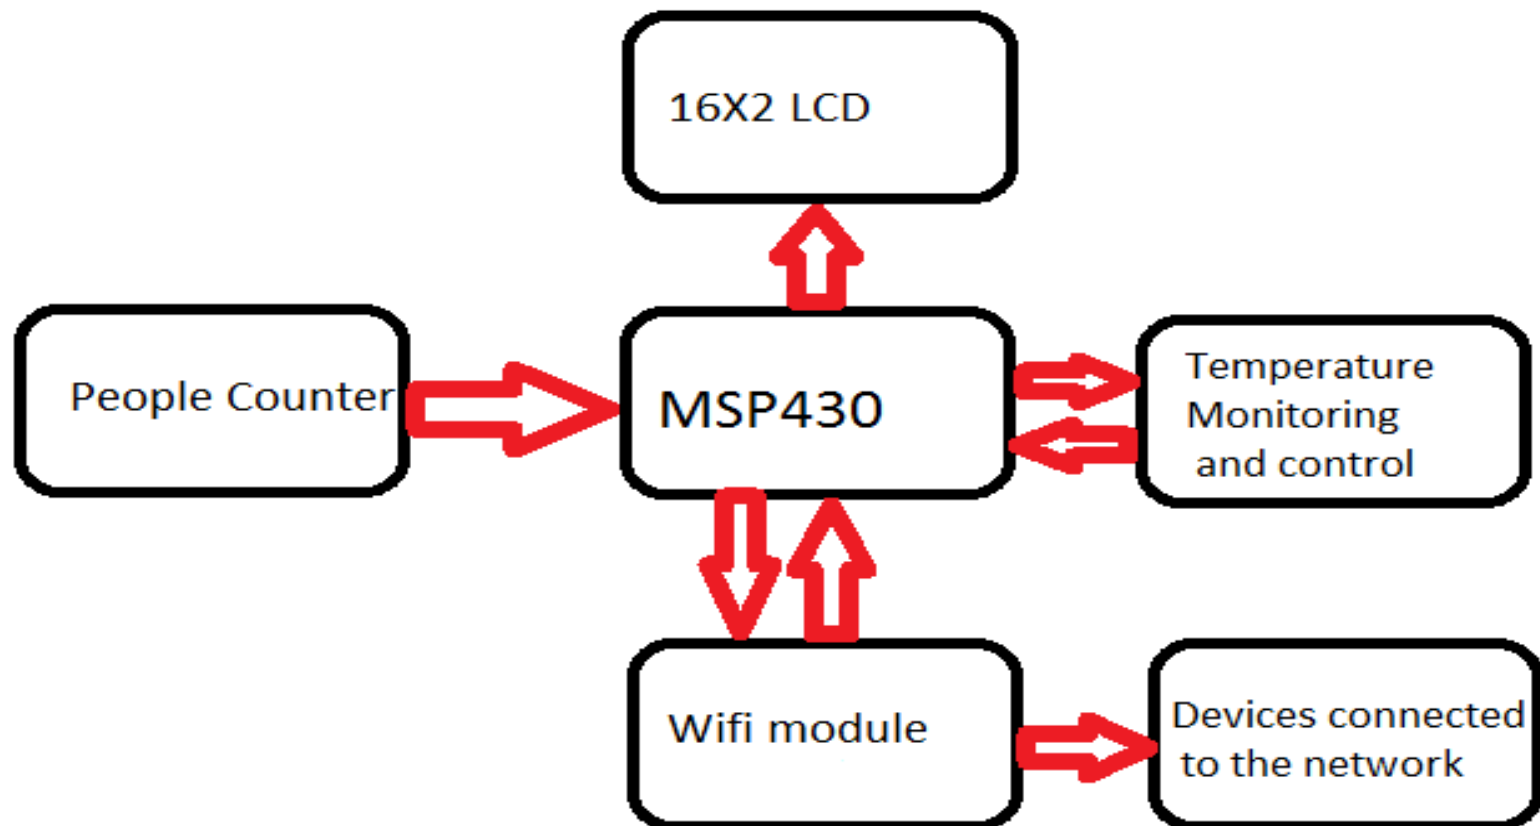 16X2 LCD
People Counter
MSP430
Temperature
Monitoring
and control
Wifi module
Devices connected
to the network